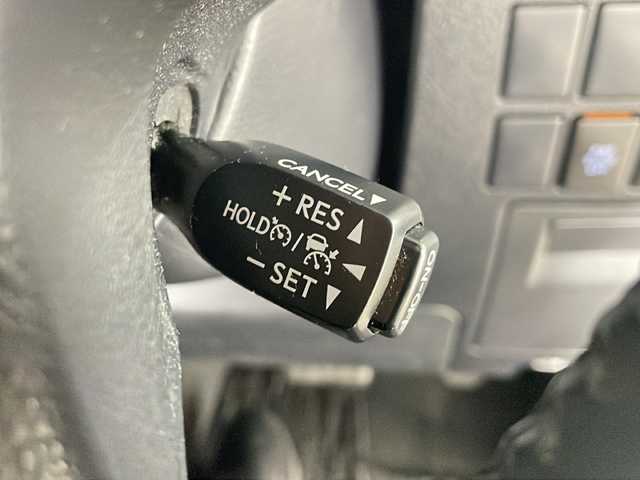 CANCEL▼
+ RES ▲
HOLD / ◀
− SET ▼
ON-OFF